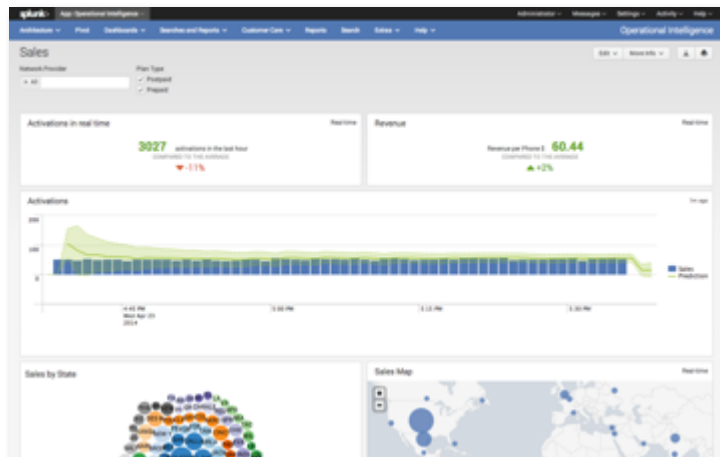 splunk> App: Operational Intelligence Administrator Messages Settings Activity Help
Architecture Pivot Dashboards Searches and Reports Customer Care Reports Search Extras Help Operational Intelligence
Sales Edit More Info
Network Provider Plan Type
All Postpaid
Prepaid
Activations in real time Real-time
3027 activations in the last hour
COMPARED TO THE AVERAGE
-11%
Revenue Real-time
Revenue per Phone $ 60.44
COMPARED TO THE AVERAGE
+2%
Activations 1m ago
200
100
0
Sales
Prediction
4:45 PM 5:00 PM 5:15 PM 5:30 PM
Wed Apr 23
2014
Sales by State
Sales Map Real-time
+
-